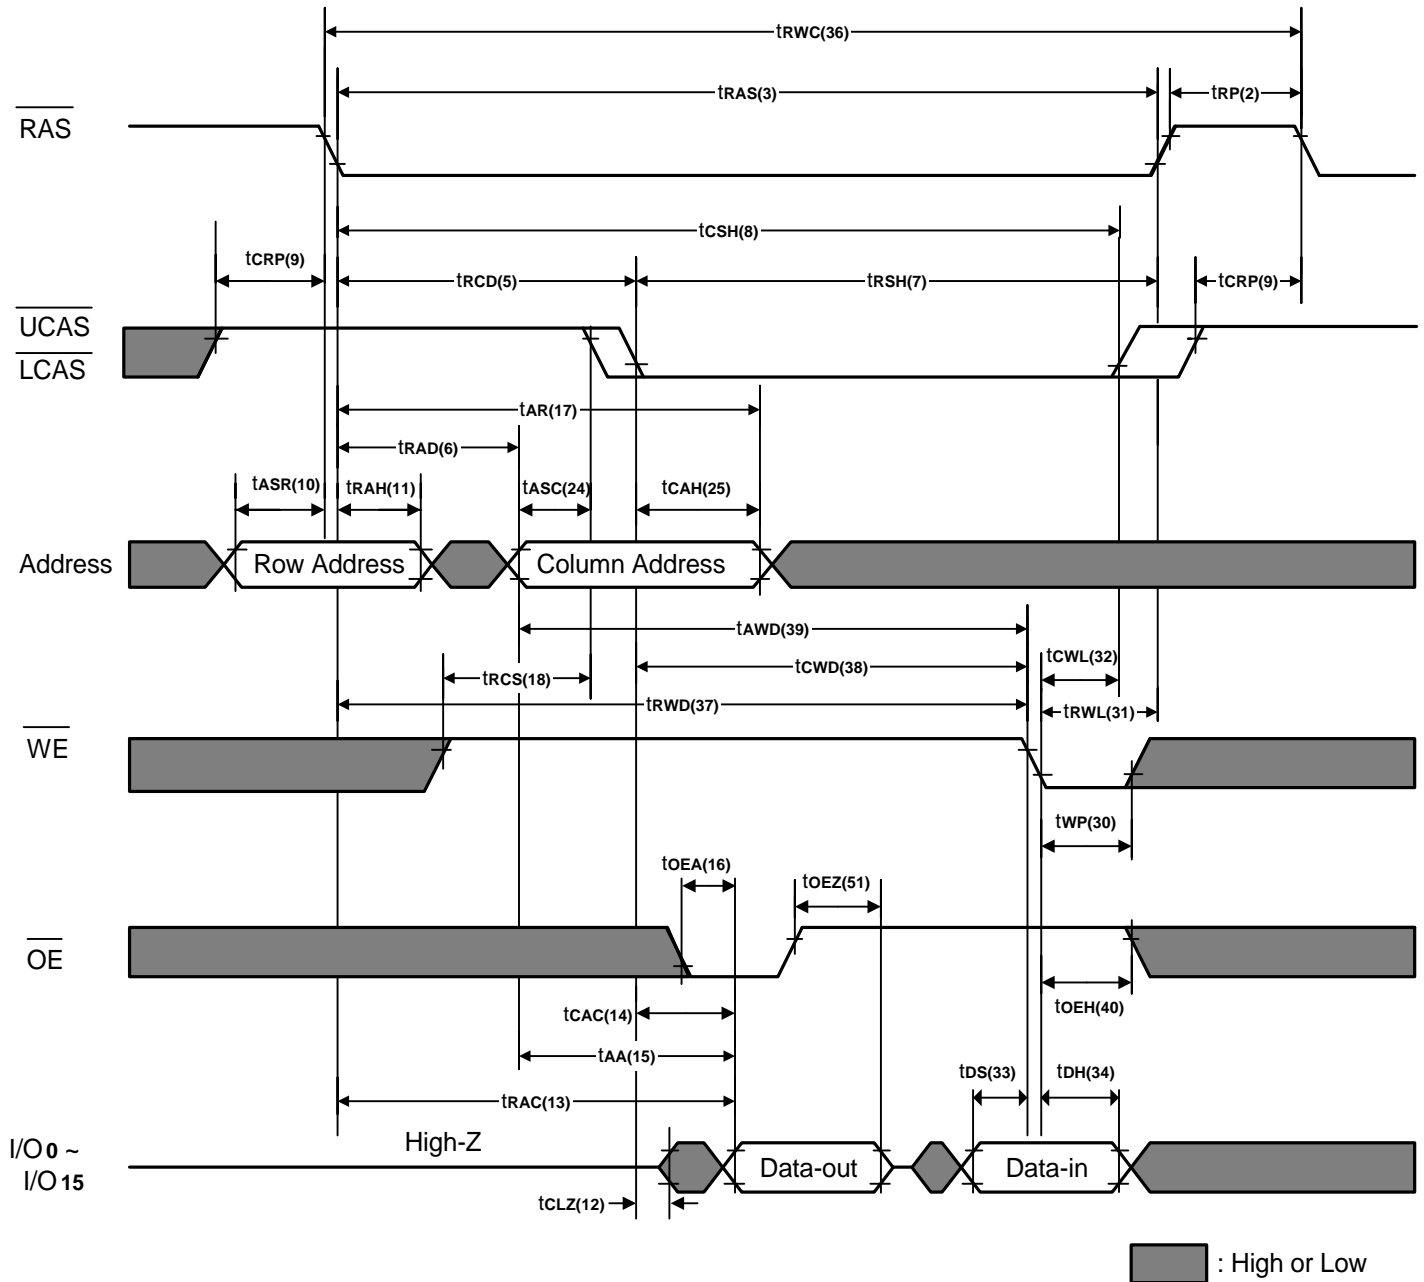 tRWC(36)
tRAS(3)
tRP(2)
RAS
tCSH(8)
tCRP(9)
tRCD(5)
tRSH(7)
tCRP(9)
UCAS
LCAS
tAR(17)
tRAD(6)
tASR(10)
tRAH(11)
tASC(24)
tCAH(25)
Address
Row Address
Column Address
tAWD(39)
tCWD(38)
tCWL(32)
tRCS(18)
tRWD(37)
tRWL(31)
WE
tWP(30)
tOEA(16)
tOEZ(51)
OE
tOEH(40)
tCAC(14)
tAA(15)
tDS(33)
tDH(34)
tRAC(13)
High-Z
I/O0 ~
I/O15
Data-out
Data-in
tCLZ(12)
: High or Low